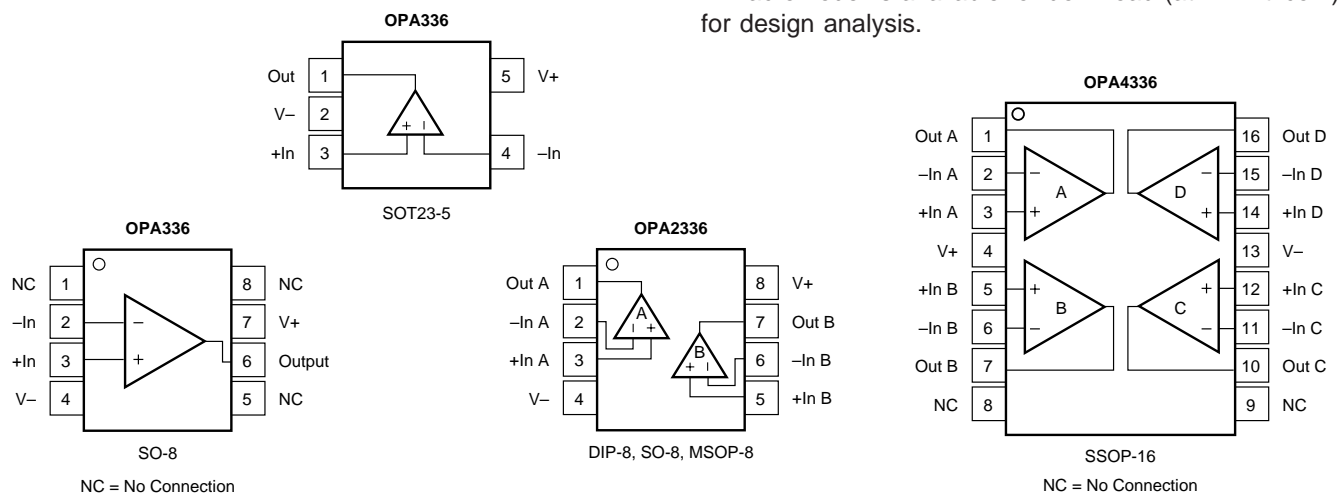 for design analysis.
OPA336
Out 1 5 V+
V– 2
+In 3 4 –In
+ –
SOT23-5
OPA336
NC 1 8 NC
–In 2 – 7 V+
+In 3 + 6 Output
V– 4 5 NC
SO-8
NC = No Connection
OPA2336
Out A 1 8 V+
–In A 2 A 7 Out B
– +
+In A 3 B 6 –In B
+ –
V– 4 5 +In B
DIP-8, SO-8, MSOP-8
OPA4336
Out A 1 16 Out D
–In A 2 – – 15 –In D
A D
+In A 3 + + 14 +In D
V+ 4 13 V–
+In B 5 + + 12 +In C
B C
–In B 6 – – 11 –In C
Out B 7 10 Out C
NC 8 9 NC
SSOP-16
NC = No Connection